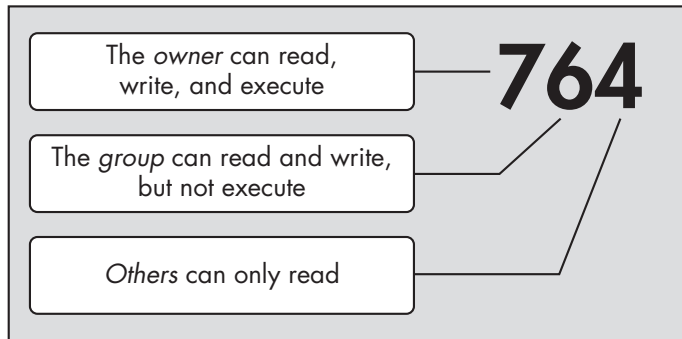 The owner can read,
write, and execute
764
The group can read and write,
but not execute
Others can only read